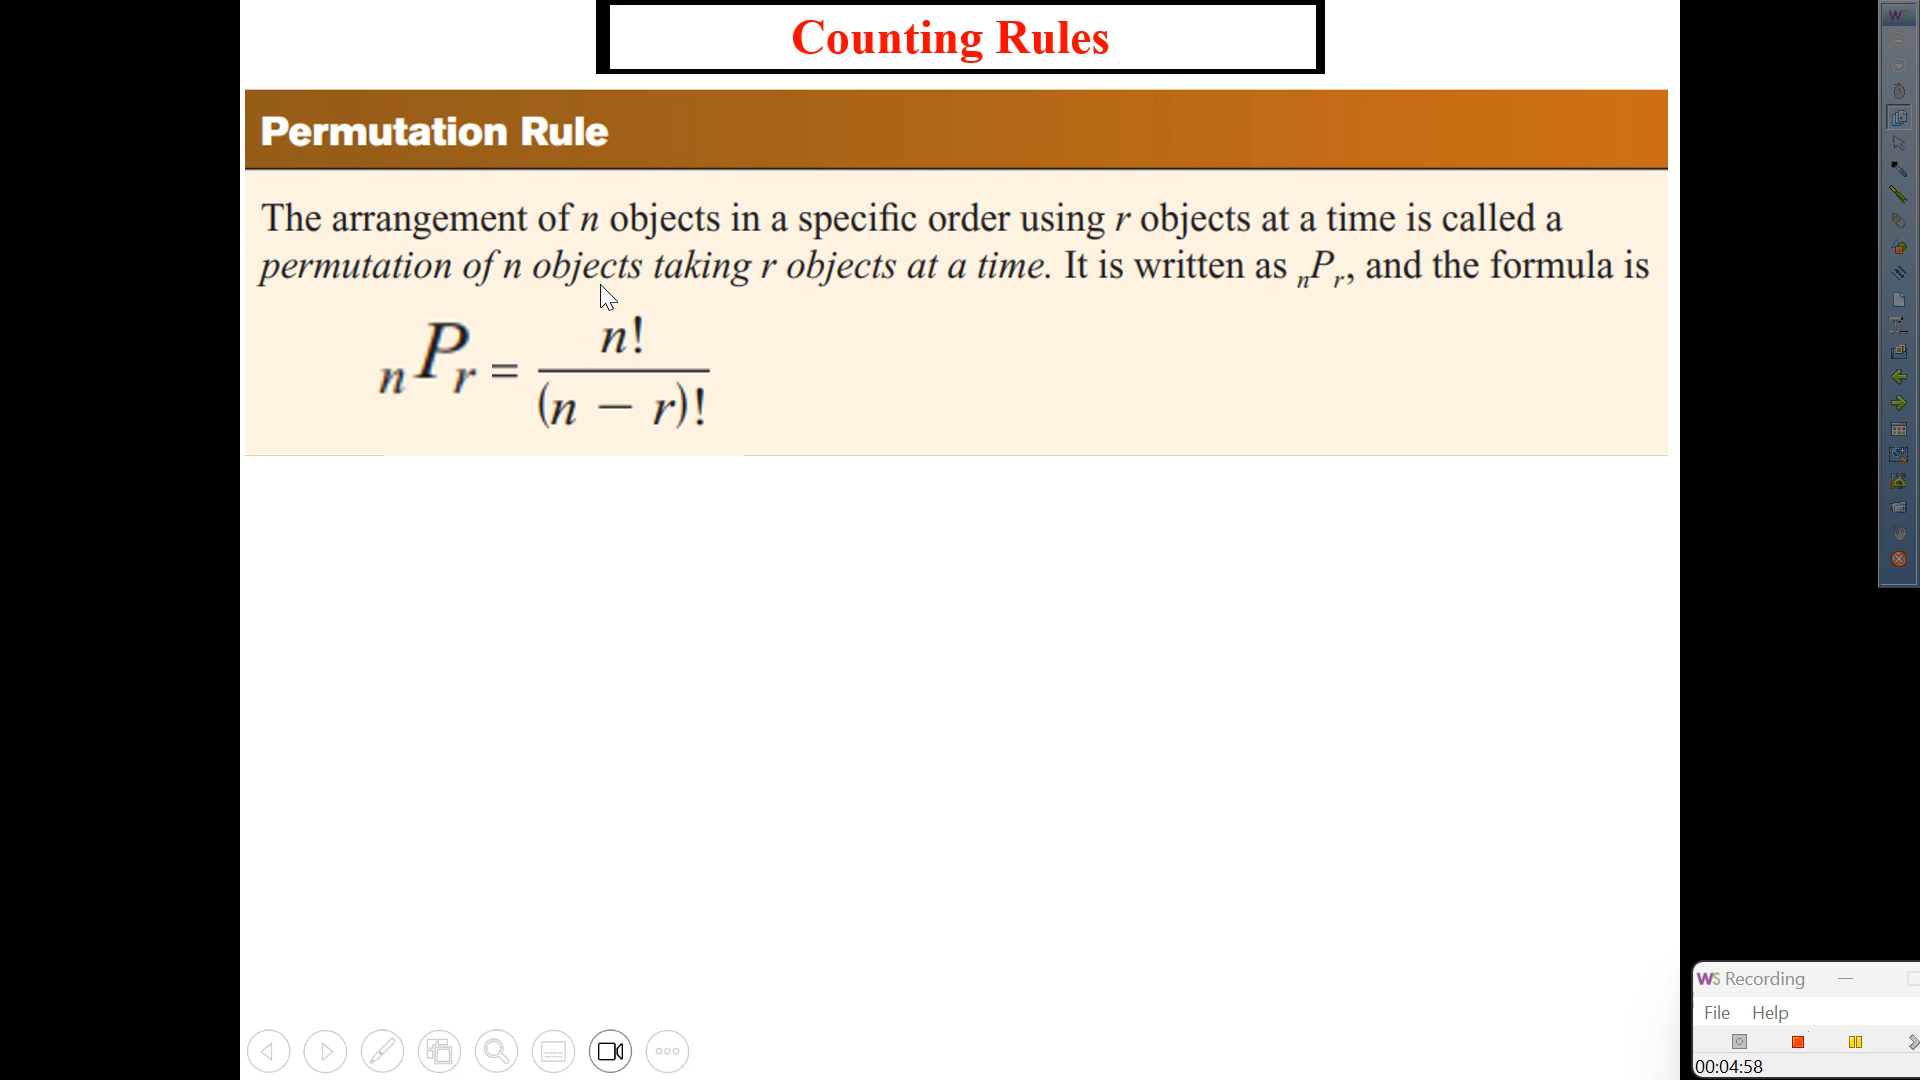 Counting Rules
Permutation Rule
The arrangement of n objects in a specific order using r objects at a time is called a
permutation of n objects taking r objects at a time. It is written as ₙPᵣ, and the formula is
ₙPᵣ = n! / (n − r)!
WS
WS Recording
File Help
00:04:58